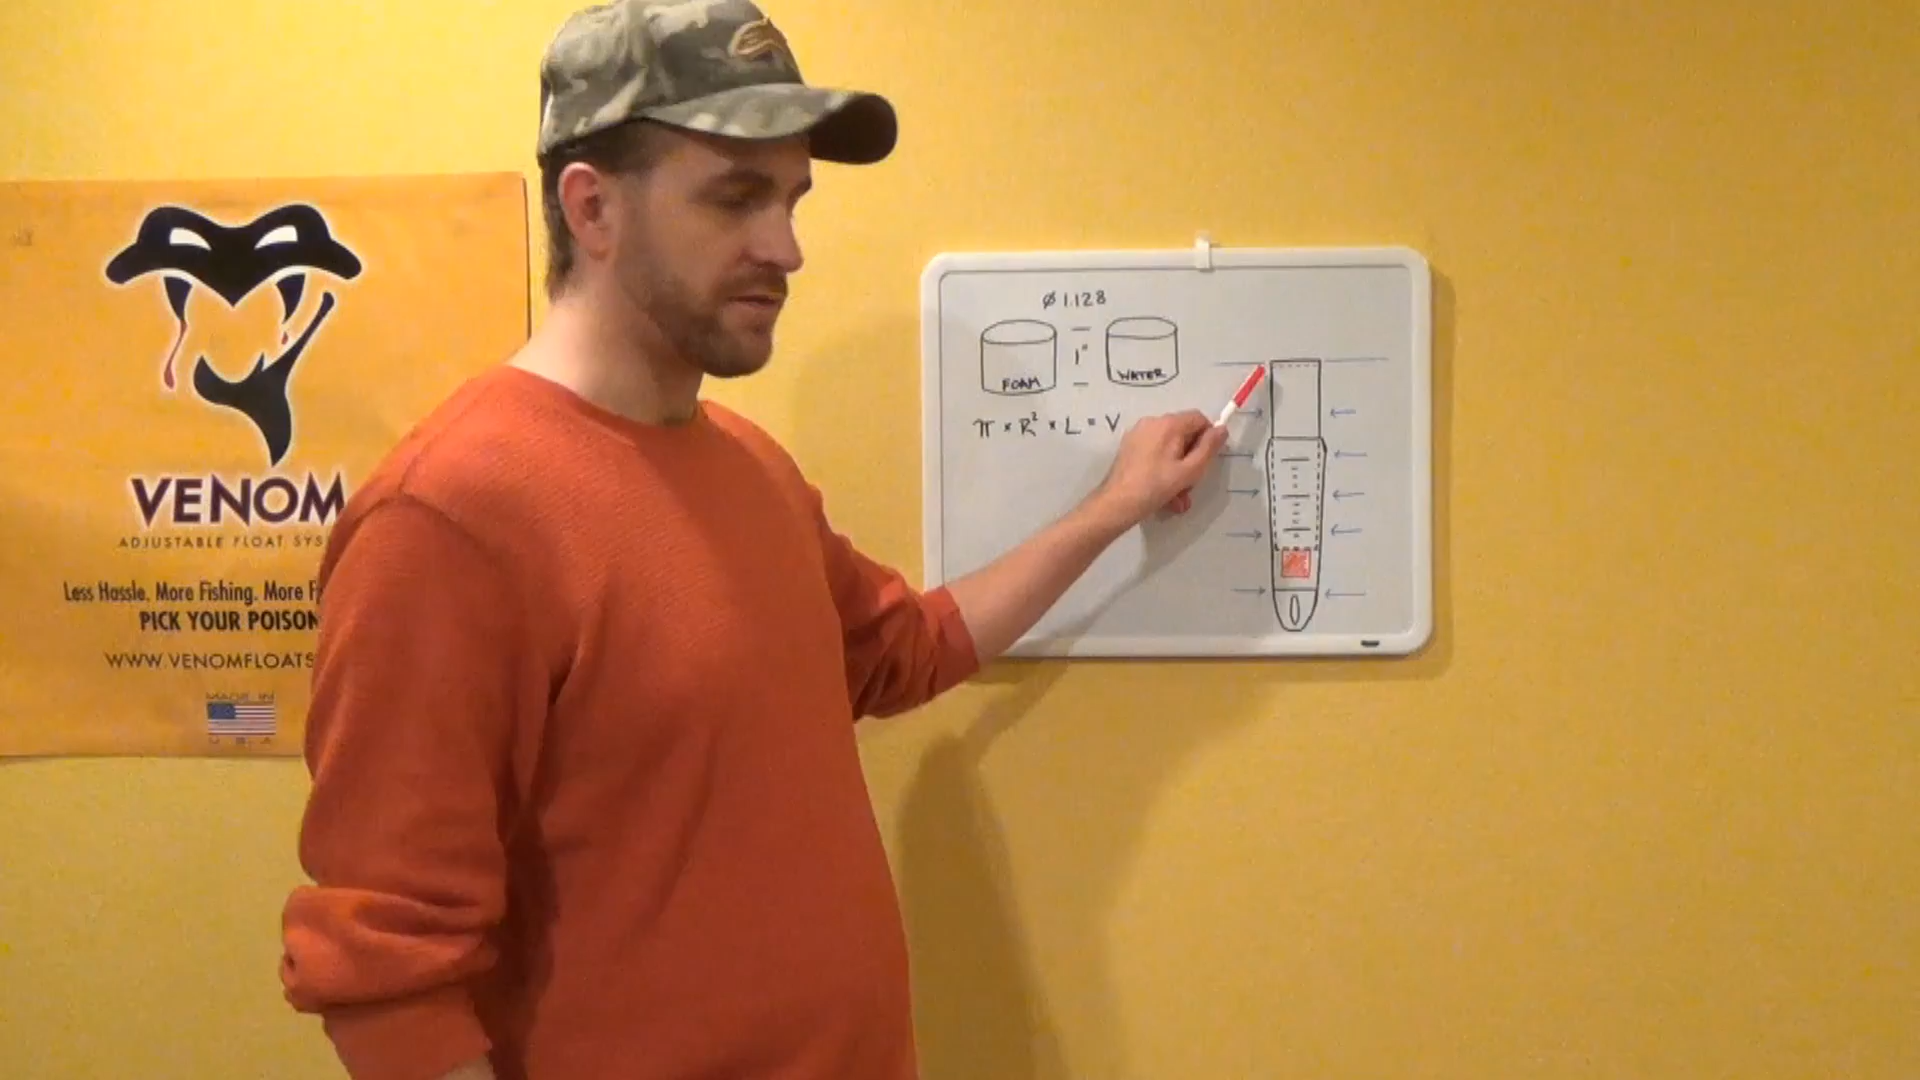 VENOM
ADJUSTABLE FLOAT SYS
Less Hassle. More Fishing. More F
PICK YOUR POISON
WWW.VENOMFLOATS
MADE IN
U.S.A
Ø 1.128
FOAM
1"
WATER
π × R² × L = V